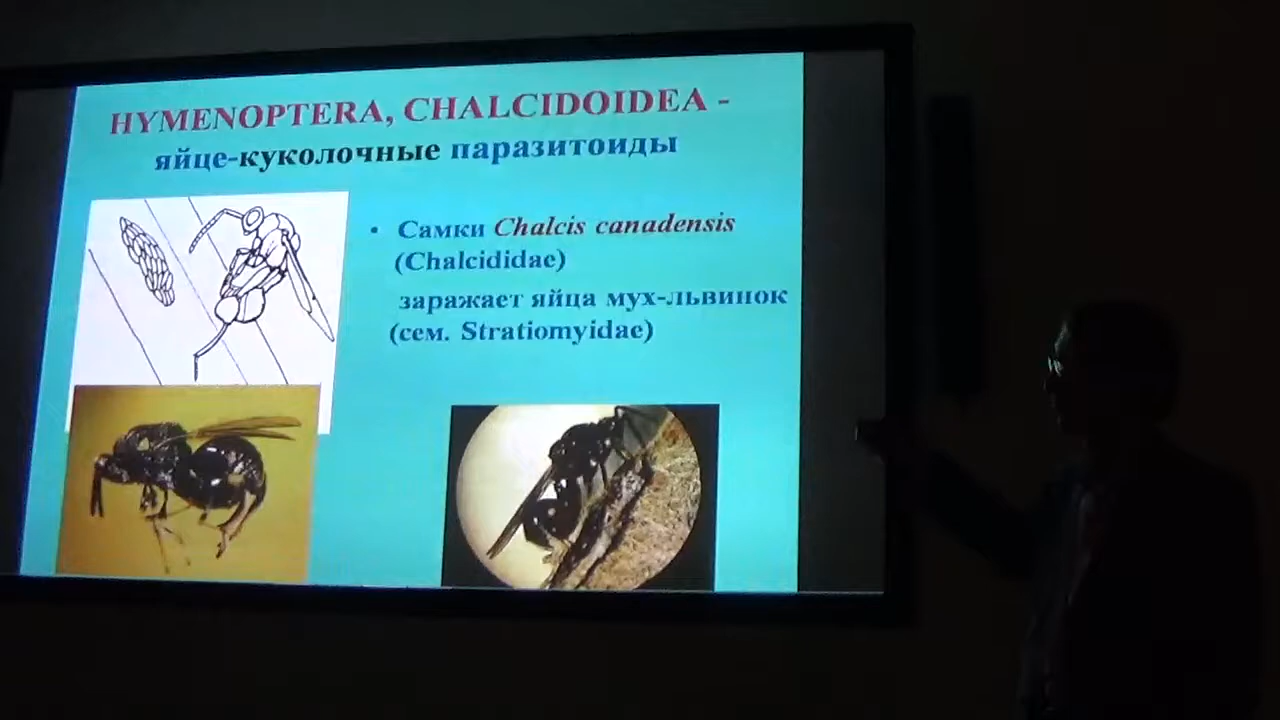 HYMENOPTERA, CHALCIDOIDEA -
яйце-куколочные паразитоиды
• Самки Chalcis canadensis
(Chalcididae)
заражает яйца мух-львинок
(сем. Stratiomyidae)